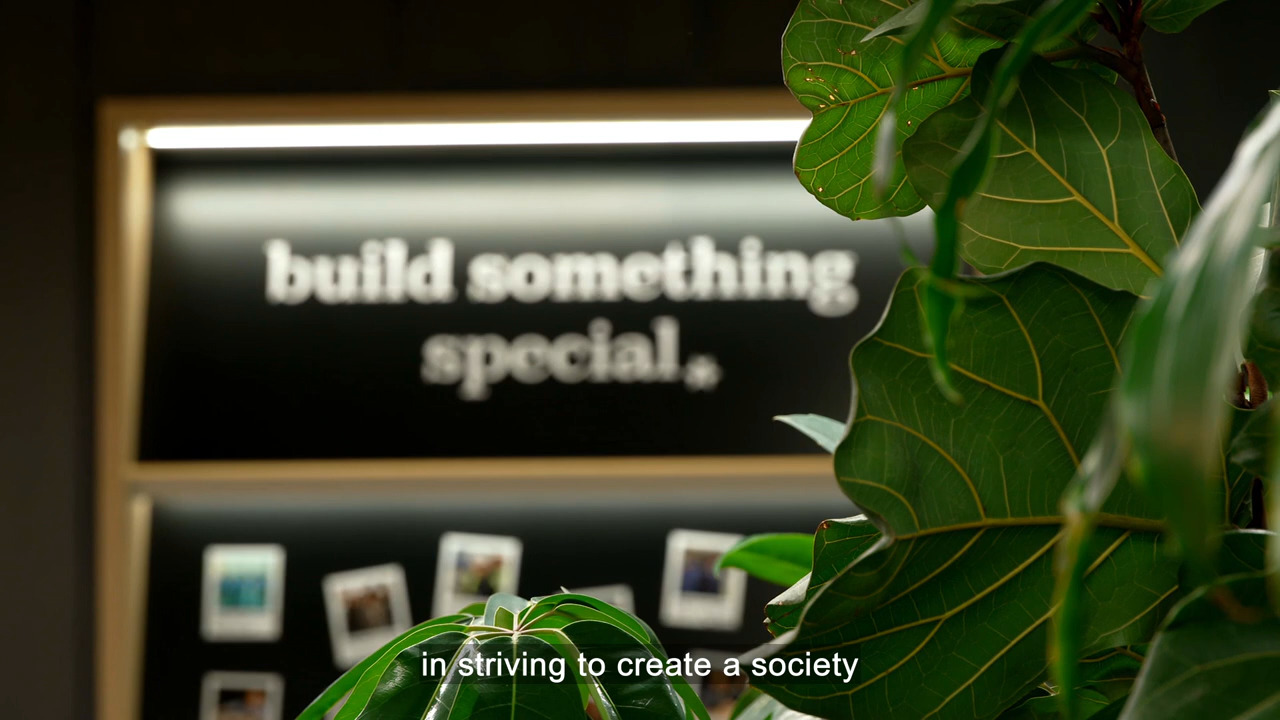 build something
special.*
in striving to create a society